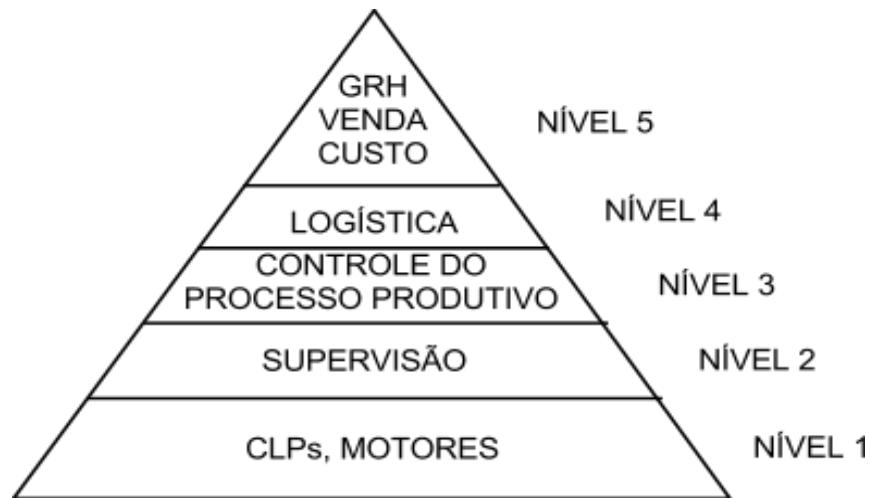 GRH
VENDA
CUSTO
NÍVEL 5
LOGÍSTICA
NÍVEL 4
CONTROLE DO
PROCESSO PRODUTIVO
NÍVEL 3
SUPERVISÃO
NÍVEL 2
CLPs, MOTORES
NÍVEL 1